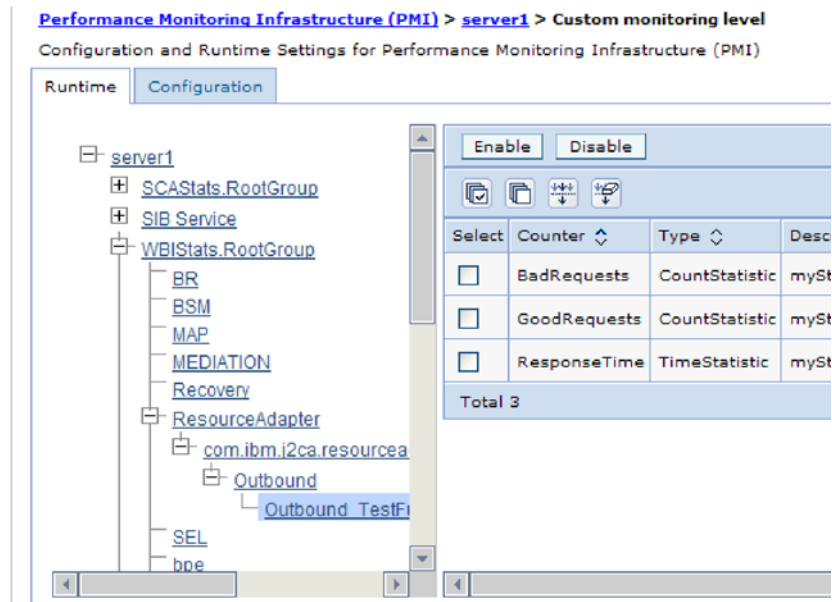 Performance Monitoring Infrastructure (PMI) > server1 > Custom monitoring level
Configuration and Runtime Settings for Performance Monitoring Infrastructure (PMI)
Runtime Configuration
server1
SCAStats.RootGroup
SIB Service
WBIStats.RootGroup
BR
BSM
MAP
MEDIATION
Recovery
ResourceAdapter
com.ibm.j2ca.resourcea
Outbound
Outbound_TestF
SEL
bpe
Enable Disable
Select Counter Type Desc
BadRequests CountStatistic mySt
GoodRequests CountStatistic mySt
ResponseTime TimeStatistic mySt
Total 3